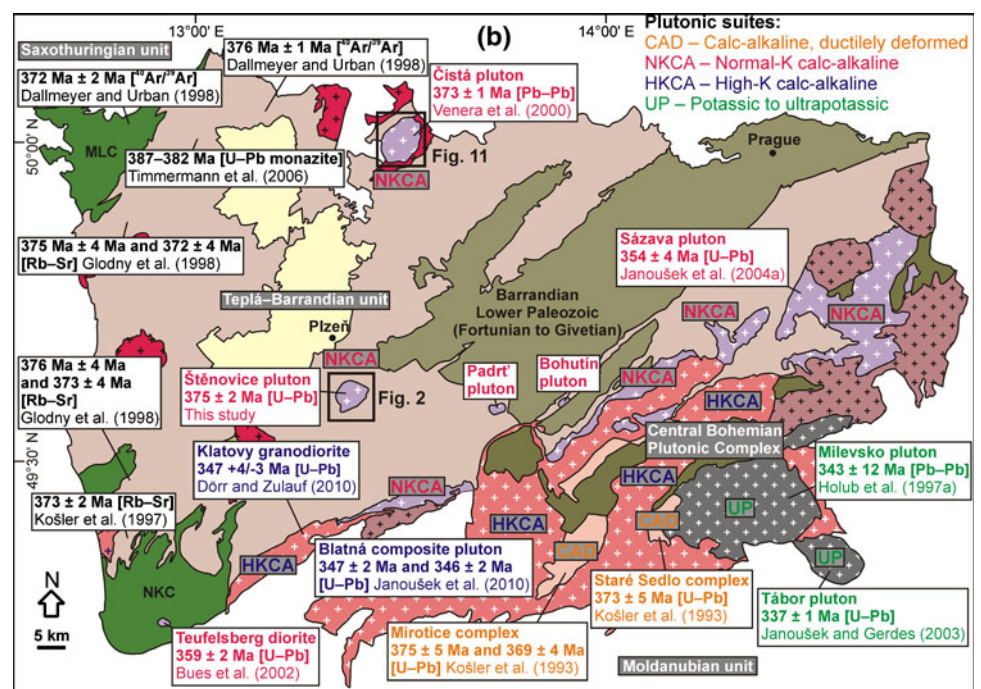 13°00'
14°00'
(b)
Plutonic suites:
CAD – Calc-alkaline, ductilely deformed
NKCA – Normal-K calc-alkaline
HKCA – High-K calc-alkaline
UP – Potassic to ultrapotassic
Saxothuringian unit
376 Ma ± 1 Ma [⁴⁰Ar/³⁹Ar]
Dallmeyer and Urban (1998)
372 Ma ± 2 Ma [⁴⁰Ar/³⁹Ar]
Dallmeyer and Urban (1998)
Čistá pluton
373 ± 1 Ma [Pb–Pb]
Venera et al. (2000)
50°00' N
MLC
Prague
Fig. 11
387–382 Ma [U–Pb monazite]
Timmermann et al. (2006)
NKCA
375 Ma ± 4 Ma and 372 ± 4 Ma
[Rb–Sr] Glodny et al. (1998)
Sázava pluton
354 ± 4 Ma [U–Pb]
Janoušek et al. (2004a)
Teplá–Barrandian unit
Barrandian
Lower Paleozoic
(Fortunian to Givetian)
NKCA
NKCA
Plzeň
NKCA
376 Ma ± 4 Ma
and 373 ± 4 Ma
[Rb–Sr]
Glodny et al.
(1998)
Štěnovice pluton
375 ± 2 Ma [U–Pb]
This study
Fig. 2
Padrť
pluton
Bohutín
pluton
NKCA
HKCA
49°30' N
Klatovy granodiorite
347 +4/-3 Ma [U–Pb]
Dörr and Zulauf (2010)
Central Bohemian
Plutonic Complex
Milevsko pluton
343 ± 12 Ma [Pb–Pb]
Holub et al. (1997a)
HKCA
NKCA
373 ± 2 Ma [Rb–Sr]
Košler et al. (1997)
UP
HKCA
CAD
Blatná composite pluton
347 ± 2 Ma and 346 ± 2 Ma
[U–Pb] Janoušek et al. (2010)
CAD
HKCA
UP
N
NKC
Staré Sedlo complex
373 ± 5 Ma [U–Pb]
Košler et al. (1993)
Tábor pluton
337 ± 1 Ma [U–Pb]
Janoušek and Gerdes (2003)
5 km
Teufelsberg diorite
359 ± 2 Ma [U–Pb]
Bues et al. (2002)
Mirotice complex
375 ± 5 Ma and 369 ± 4 Ma
[U–Pb] Košler et al. (1993)
Moldanubian unit